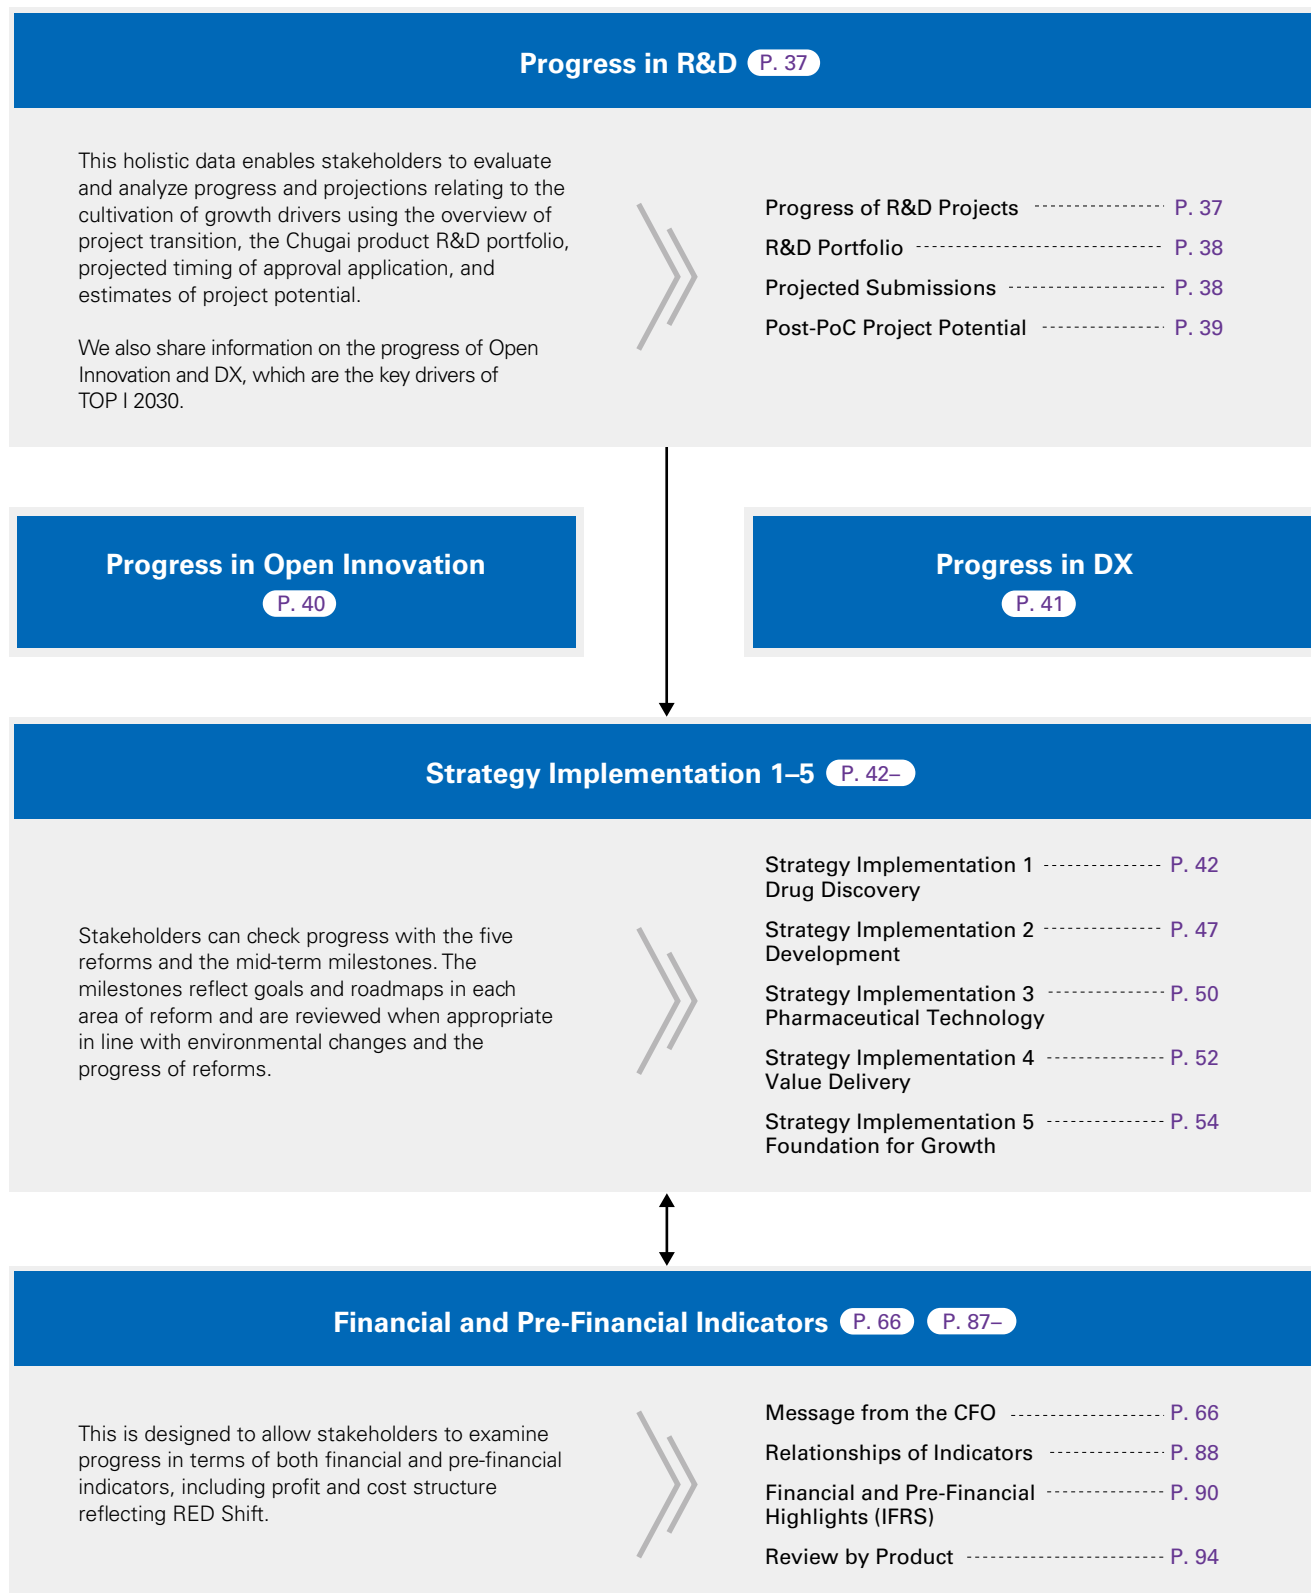 Progress in R&D P. 37
This holistic data enables stakeholders to evaluate
and analyze progress and projections relating to the
cultivation of growth drivers using the overview of
project transition, the Chugai product R&D portfolio,
projected timing of approval application, and
estimates of project potential.
We also share information on the progress of Open
Innovation and DX, which are the key drivers of
TOP I 2030.
Progress of R&D Projects P. 37
R&D Portfolio P. 38
Projected Submissions P. 38
Post-PoC Project Potential P. 39
Progress in Open Innovation
P. 40
Progress in DX
P. 41
Strategy Implementation 1–5 P. 42–
Stakeholders can check progress with the five
reforms and the mid-term milestones. The
milestones reflect goals and roadmaps in each
area of reform and are reviewed when appropriate
in line with environmental changes and the
progress of reforms.
Strategy Implementation 1 P. 42
Drug Discovery
Strategy Implementation 2 P. 47
Development
Strategy Implementation 3 P. 50
Pharmaceutical Technology
Strategy Implementation 4 P. 52
Value Delivery
Strategy Implementation 5 P. 54
Foundation for Growth
Financial and Pre-Financial Indicators P. 66 P. 87–
This is designed to allow stakeholders to examine
progress in terms of both financial and pre-financial
indicators, including profit and cost structure
reflecting RED Shift.
Message from the CFO P. 66
Relationships of Indicators P. 88
Financial and Pre-Financial P. 90
Highlights (IFRS)
Review by Product P. 94